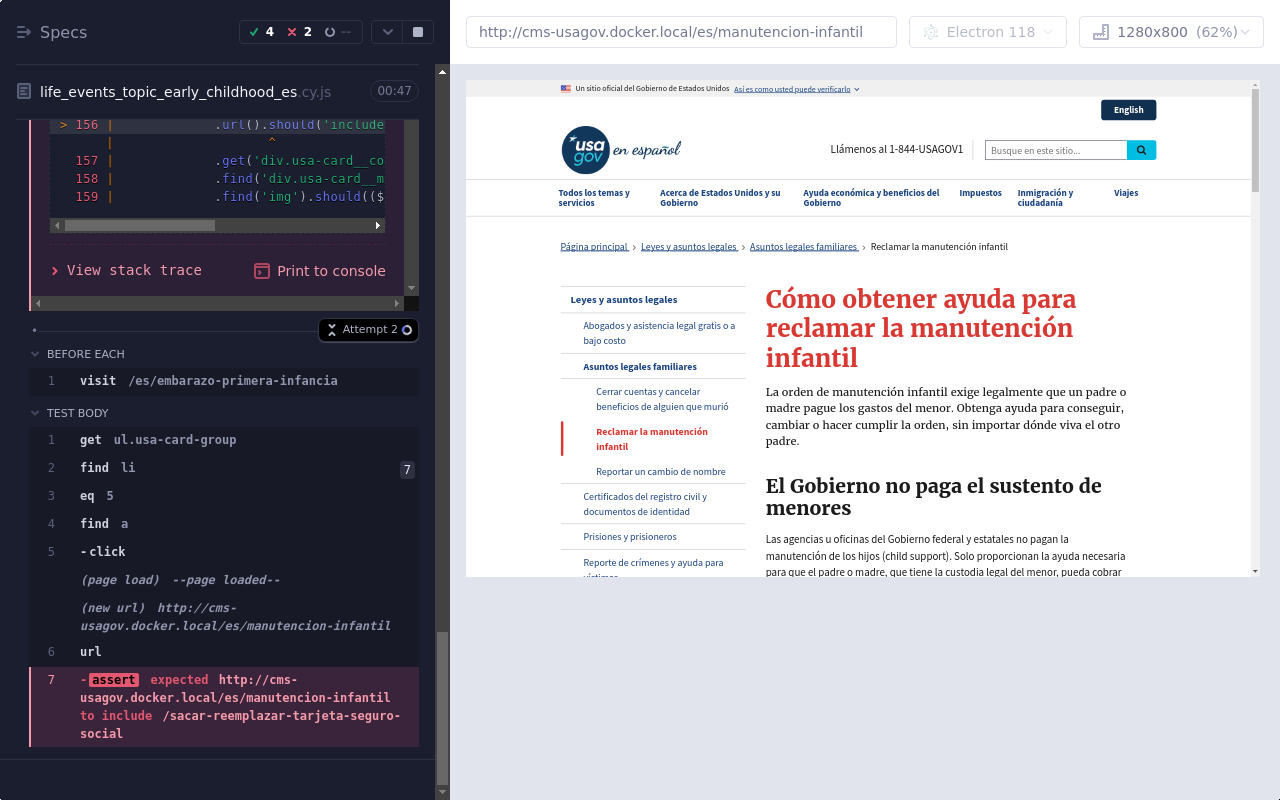 Specs
4
2
--
life_events_topic_early_childhood_es.cy.js
00:47
> 156 | .url().should('include
| ^
157 | .get('div.usa-card__co
158 | .find('div.usa-card__m
159 | .find('img').should(($
View stack trace
Print to console
Attempt 2
BEFORE EACH
1 visit /es/embarazo-primera-infancia
TEST BODY
1 get ul.usa-card-group
2 find li 7
3 eq 5
4 find a
5 -click
(page load) --page loaded--
(new url) http://cms-
usagov.docker.local/es/manutencion-infantil
6 url
7 -assert expected http://cms-
usagov.docker.local/es/manutencion-infantil
to include /sacar-reemplazar-tarjeta-seguro-
social
http://cms-usagov.docker.local/es/manutencion-infantil
Electron 118
1280x800 (62%)
Un sitio oficial del Gobierno de Estados Unidos Así es como usted puede verificarlo
English
usa
gov
en español
Llámenos al 1-844-USAGOV1
Busque en este sitio...
Todos los temas y
servicios
Acerca de Estados Unidos y su
Gobierno
Ayuda económica y beneficios del
Gobierno
Impuestos
Inmigración y
ciudadanía
Viajes
Página principal › Leyes y asuntos legales › Asuntos legales familiares › Reclamar la manutención infantil
Leyes y asuntos legales
Abogados y asistencia legal gratis o a
bajo costo
Asuntos legales familiares
Cerrar cuentas y cancelar
beneficios de alguien que murió
Reclamar la manutención
infantil
Reportar un cambio de nombre
Certificados del registro civil y
documentos de identidad
Prisiones y prisioneros
Reporte de crímenes y ayuda para
víctimas
Cómo obtener ayuda para
reclamar la manutención
infantil
La orden de manutención infantil exige legalmente que un padre o
madre pague los gastos del menor. Obtenga ayuda para conseguir,
cambiar o hacer cumplir la orden, sin importar dónde viva el otro
padre.
El Gobierno no paga el sustento de
menores
Las agencias u oficinas del Gobierno federal y estatales no pagan la
manutención de los hijos (child support). Solo proporcionan la ayuda necesaria
para que el padre o madre, que tiene la custodia legal del menor, pueda cobrar